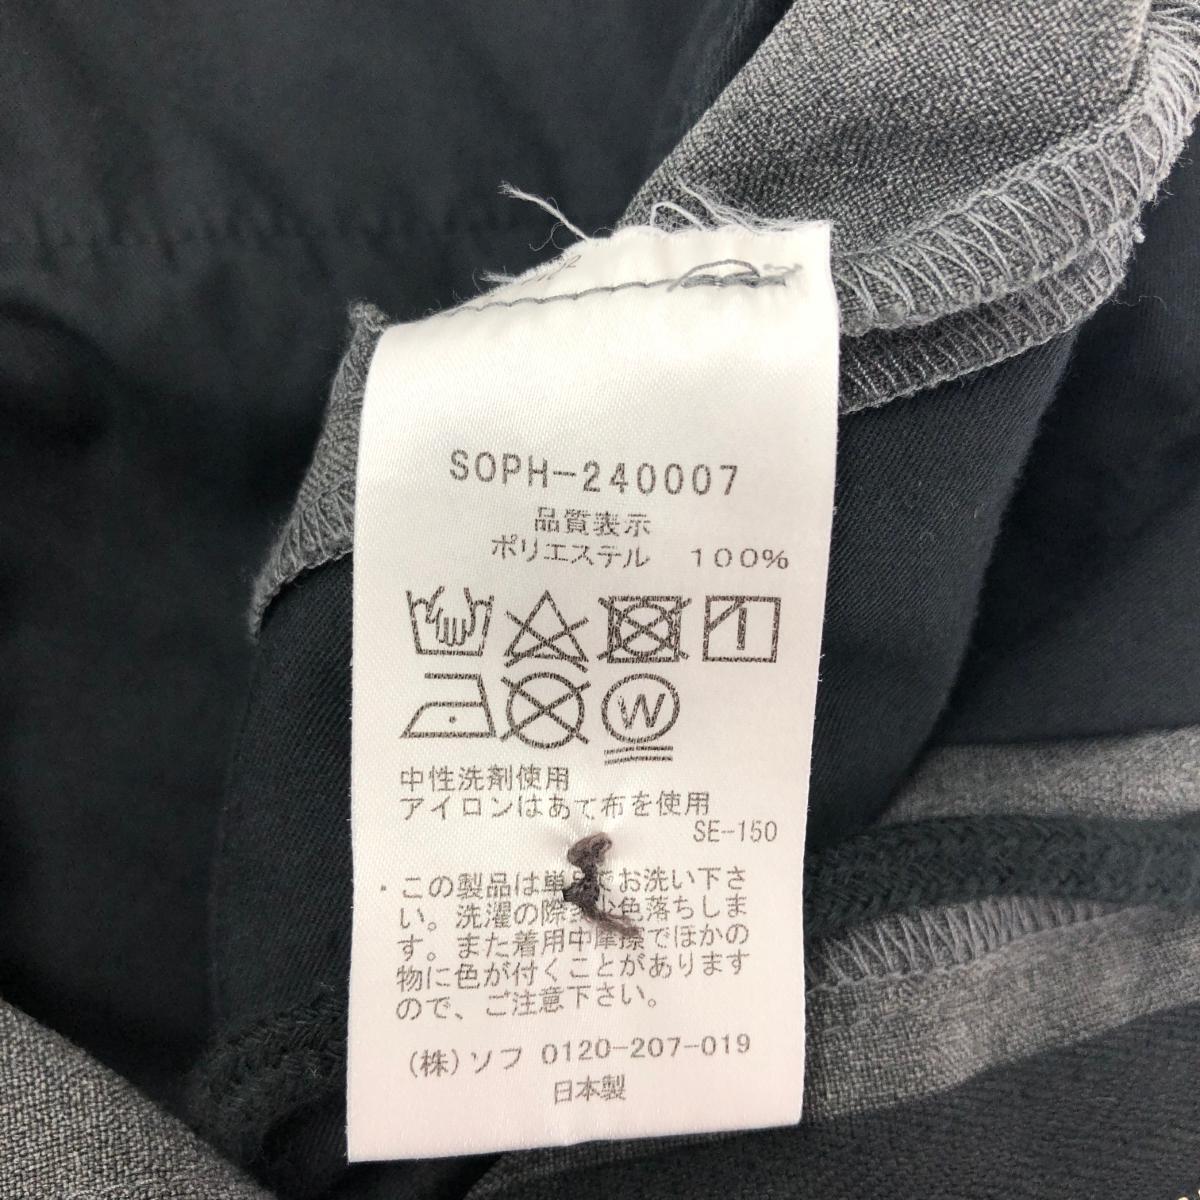 SOPH-240007
品質表示
ポリエステル 100%
W
中性洗剤使用
アイロンはあて布を使用
SE-150
・この製品は単品でお洗い下さ
い。洗濯の際多少色落ちしま
す。また着用中摩擦でほかの
物に色が付くことがあります
ので、ご注意下さい。
(株)ソフ 0120-207-019
日本製